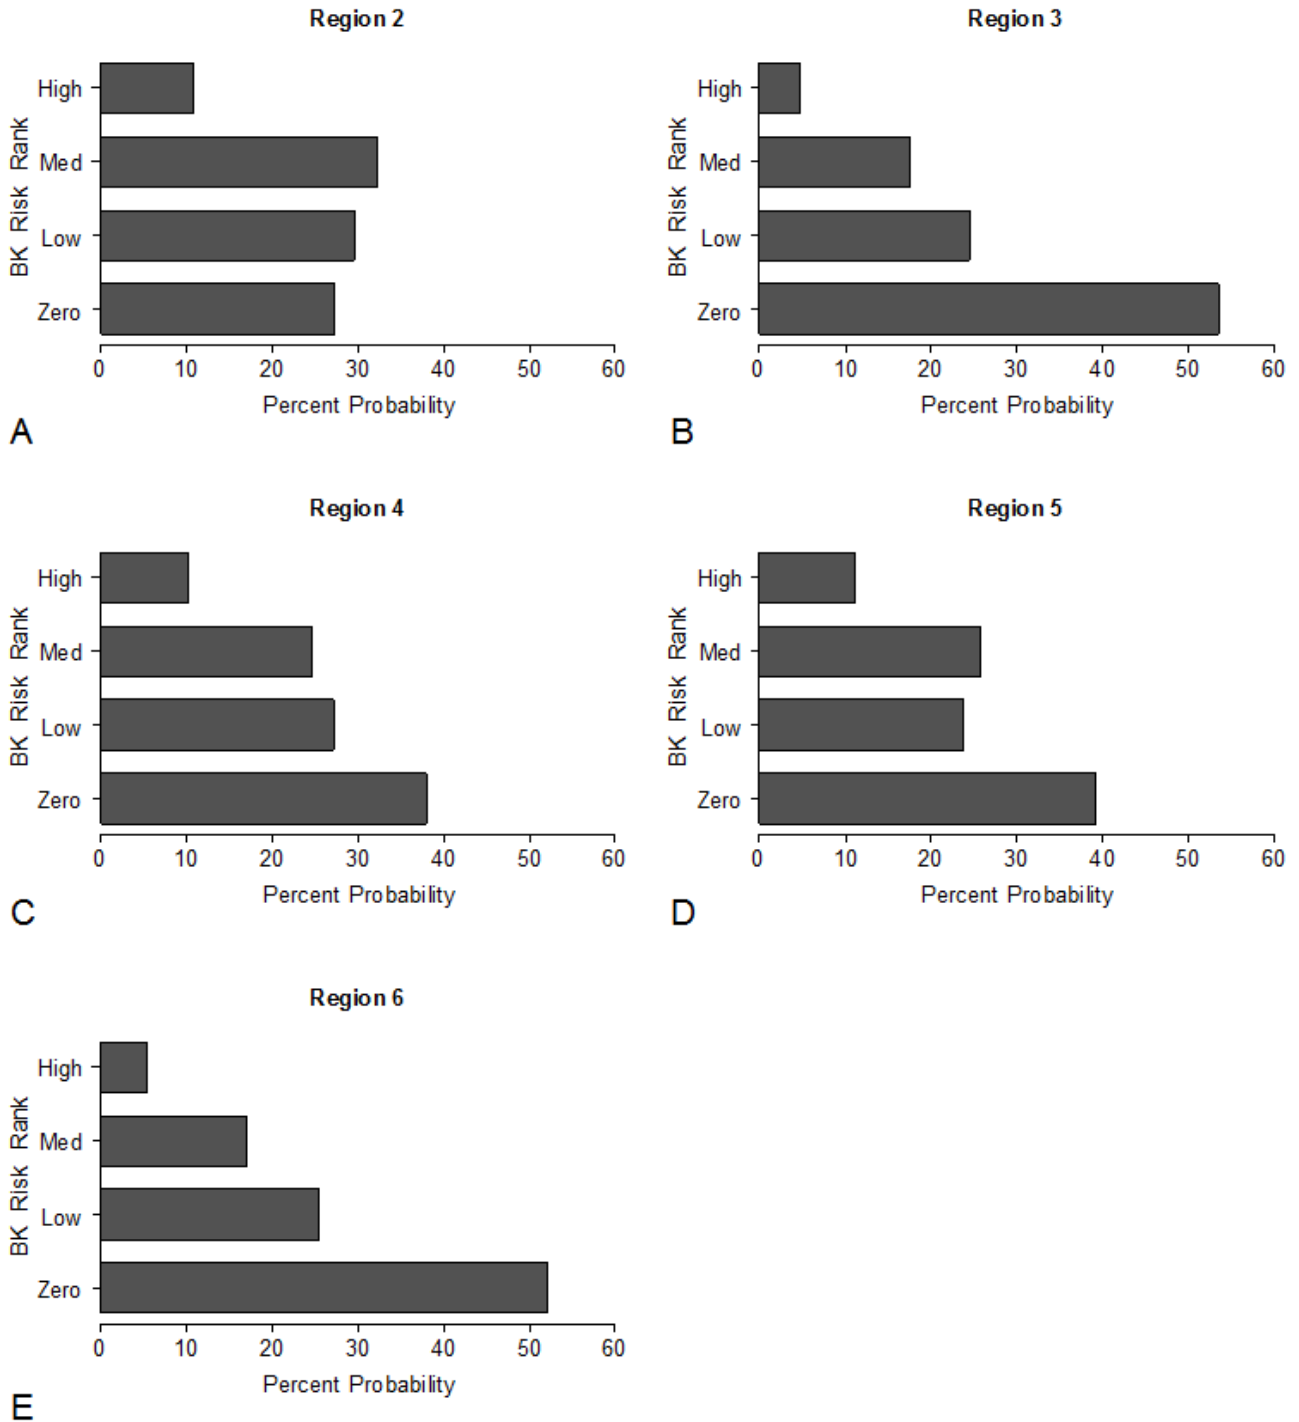 Region 2
High
Med
Low
Zero
BK Risk Rank
0 10 20 30 40 50 60
Percent Probability
A
Region 3
High
Med
Low
Zero
BK Risk Rank
0 10 20 30 40 50 60
Percent Probability
B
Region 4
High
Med
Low
Zero
BK Risk Rank
0 10 20 30 40 50 60
Percent Probability
C
Region 5
High
Med
Low
Zero
BK Risk Rank
0 10 20 30 40 50 60
Percent Probability
D
Region 6
High
Med
Low
Zero
BK Risk Rank
0 10 20 30 40 50 60
Percent Probability
E